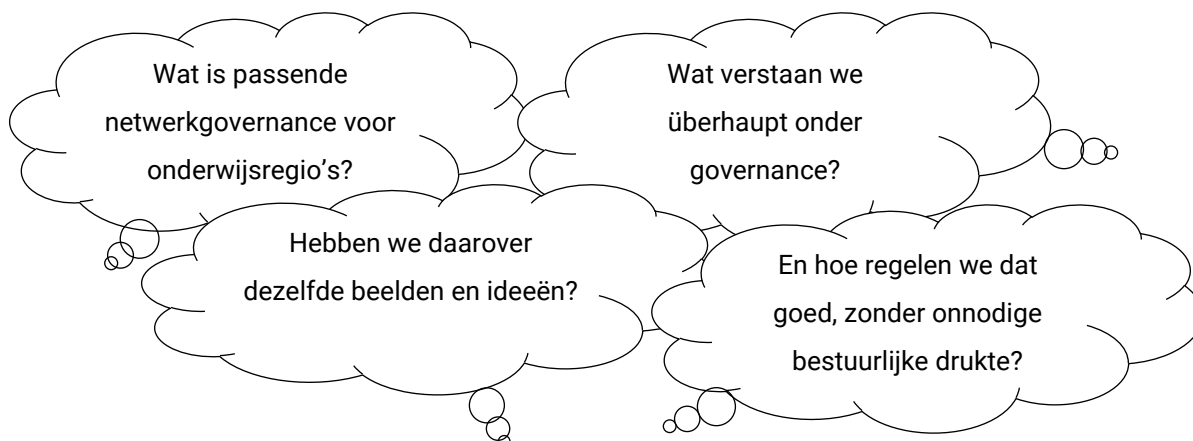 Wat is passende
netwerkgovernance voor
onderwijsregio's?
Wat verstaan we
überhaupt onder
governance?
Hebben we daarover
dezelfde beelden en ideeën?
En hoe regelen we dat
goed, zonder onnodige
bestuurlijke drukte?